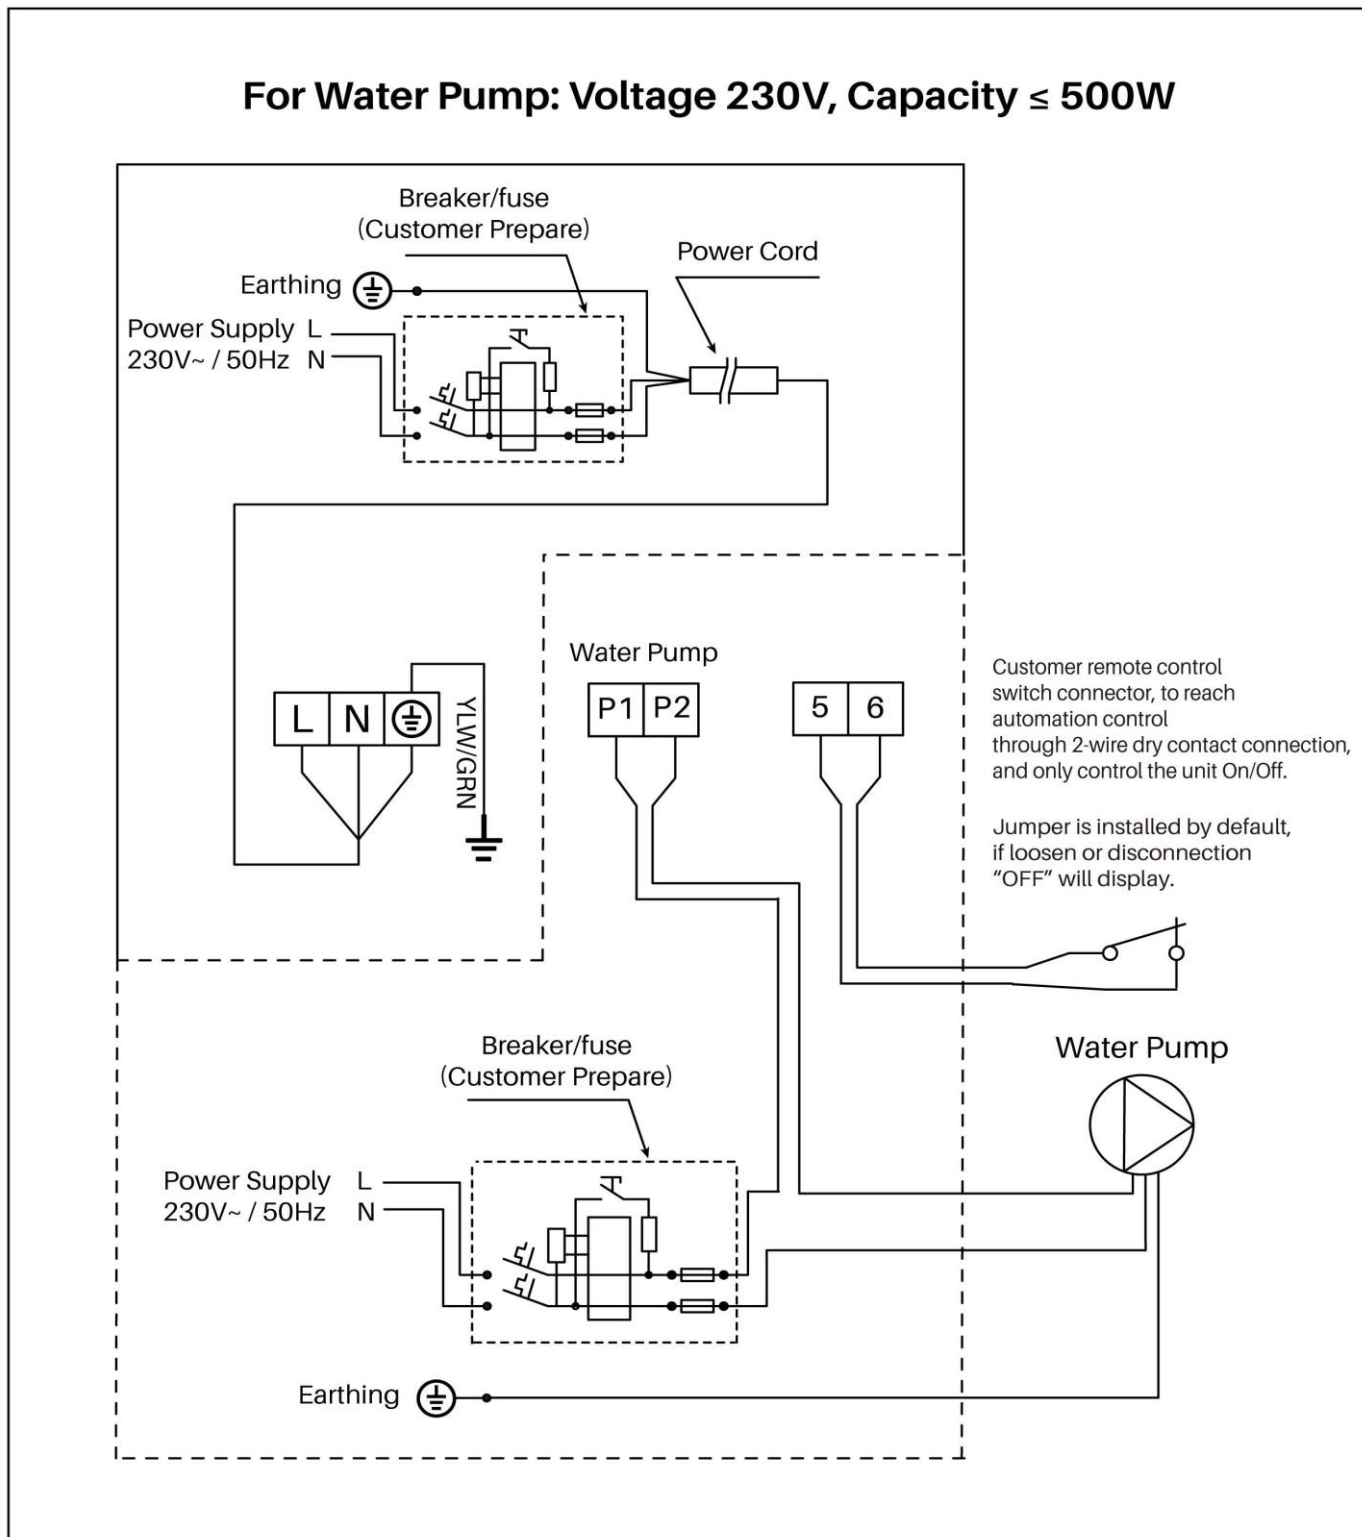 For Water Pump: Voltage 230V, Capacity ≤ 500W
Breaker/fuse
(Customer Prepare)
Power Cord
Earthing
Power Supply L
230V~ / 50Hz N
Water Pump
L N
YLW/GRN
P1 P2
5 6
Customer remote control
switch connector, to reach
automation control
through 2-wire dry contact connection,
and only control the unit On/Off.
Jumper is installed by default,
if loosen or disconnection
“OFF” will display.
Breaker/fuse
(Customer Prepare)
Water Pump
Power Supply L
230V~ / 50Hz N
Earthing